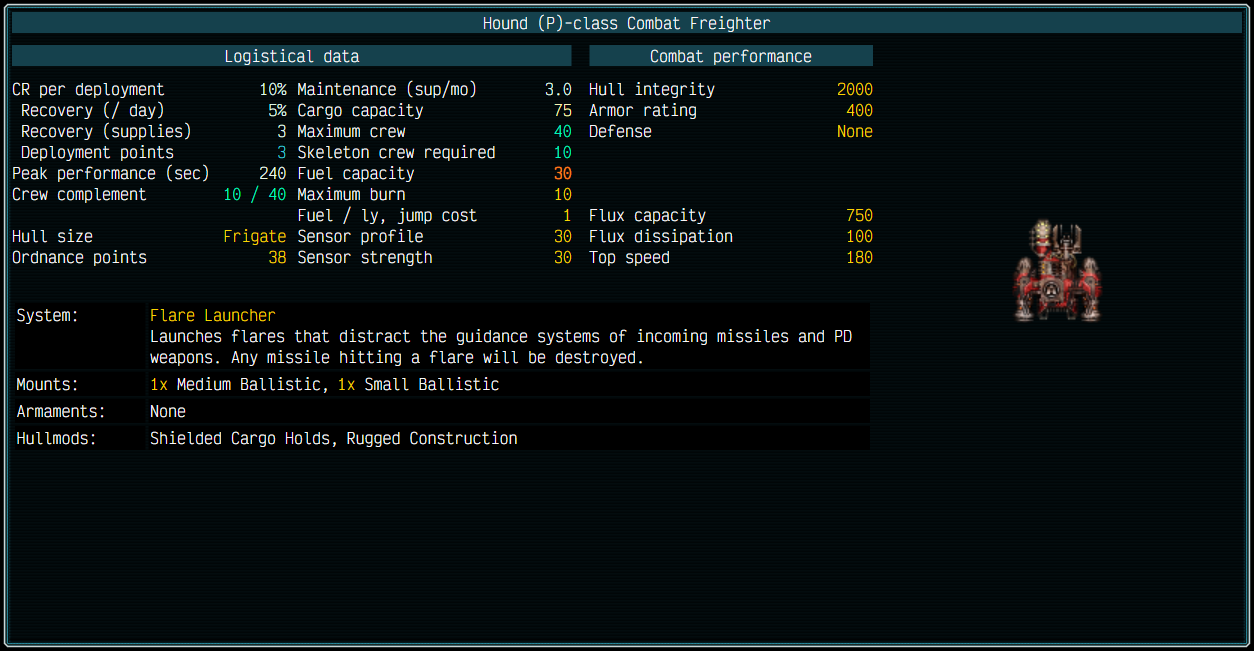 Hound (P)-class Combat Freighter
Logistical data
Combat performance
CR per deployment 10% Maintenance (sup/mo) 3.0 Hull integrity 2000
Recovery (/ day) 5% Cargo capacity 75 Armor rating 400
Recovery (supplies) 3 Maximum crew 40 Defense None
Deployment points 3 Skeleton crew required 10
Peak performance (sec) 240 Fuel capacity 30
Crew complement 10 / 40 Maximum burn 10
Fuel / ly, jump cost 1 Flux capacity 750
Hull size Frigate Sensor profile 30 Flux dissipation 100
Ordnance points 38 Sensor strength 30 Top speed 180
System: Flare Launcher
Launches flares that distract the guidance systems of incoming missiles and PD
weapons. Any missile hitting a flare will be destroyed.
Mounts: 1x Medium Ballistic, 1x Small Ballistic
Armaments: None
Hullmods: Shielded Cargo Holds, Rugged Construction